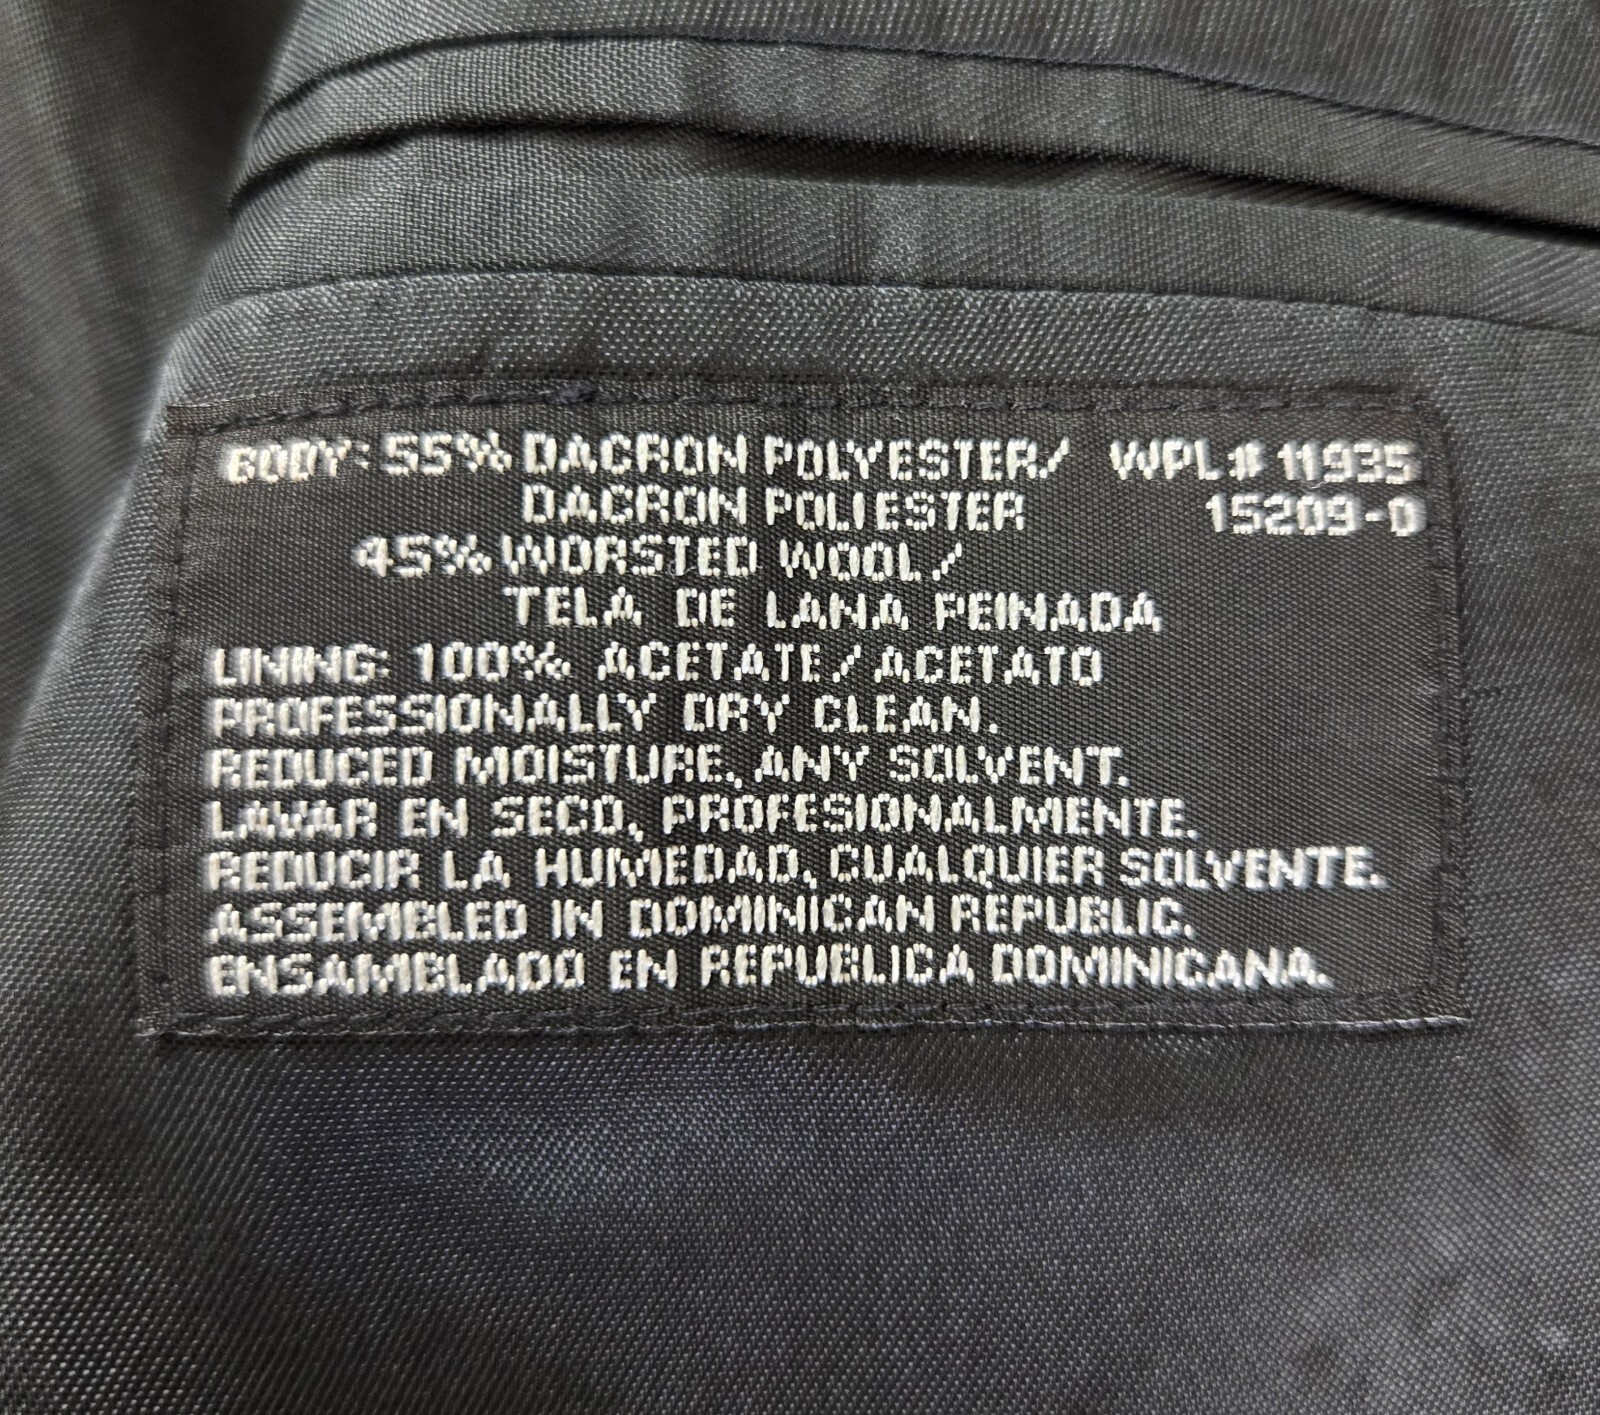 BODY: 55% DACRON POLYESTER/ WPL# 11935
DACRON POLIESTER 15209-0
45% WORSTED WOOL/
TELA DE LANA PEINADA
LINING: 100% ACETATE/ACETATO
PROFESSIONALLY DRY CLEAN.
REDUCED MOISTURE, ANY SOLVENT.
LAVAR EN SECO, PROFESIONALMENTE.
REDUCIR LA HUMEDAD, CUALQUIER SOLVENTE.
ASSEMBLED IN DOMINICAN REPUBLIC.
ENSAMBLADO EN REPUBLICA DOMINICANA.